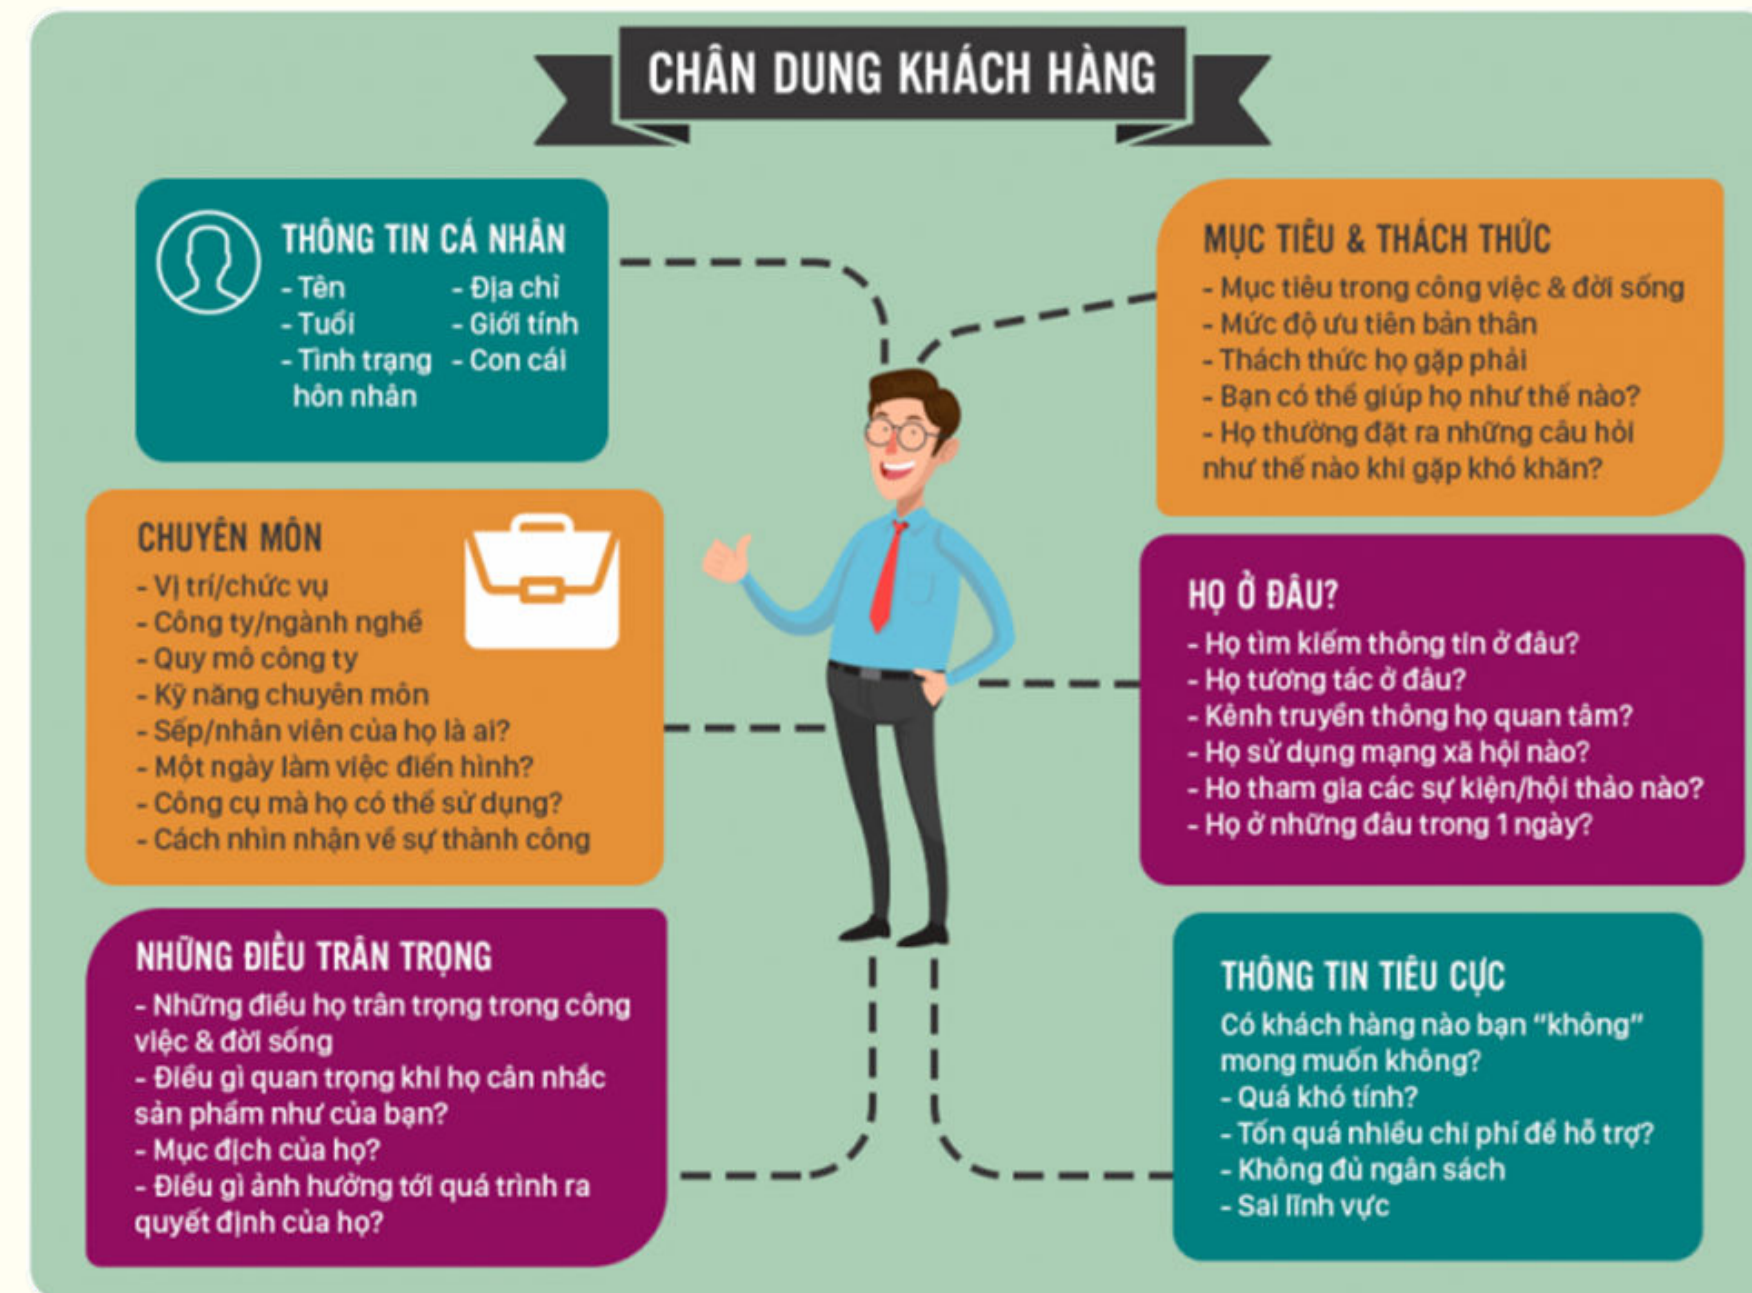 CHÂN DUNG KHÁCH HÀNG
THÔNG TIN CÁ NHÂN
- Tên
- Tuổi
- Tình trạng
hôn nhân
- Địa chỉ
- Giới tính
- Con cái
CHUYÊN MÔN
- Vị trí/chức vụ
- Công ty/ngành nghề
- Quy mô công ty
- Kỹ năng chuyên môn
- Sếp/nhân viên của họ là ai?
- Một ngày làm việc điển hình?
- Công cụ mà họ có thể sử dụng?
- Cách nhìn nhận về sự thành công
NHỮNG ĐIỀU TRÂN TRỌNG
- Những điều họ trân trọng trong công
việc & đời sống
- Điều gì quan trọng khi họ cân nhắc
sản phẩm như của bạn?
- Mục địch của họ?
- Điều gì ảnh hưởng tới quá trình ra
quyết định của họ?
MỤC TIÊU & THÁCH THỨC
- Mục tiêu trong công việc & đời sống
- Mức độ ưu tiên bản thân
- Thách thức họ gặp phải
- Bạn có thể giúp họ như thế nào?
- Họ thường đặt ra những câu hỏi
như thế nào khi gặp khó khăn?
HỌ Ở ĐÂU?
- Họ tìm kiếm thông tin ở đâu?
- Họ tương tác ở đâu?
- Kênh truyền thông họ quan tâm?
- Họ sử dụng mạng xã hội nào?
- Ho tham gia các sự kiện/hội thảo nào?
- Họ ở những đâu trong 1 ngày?
THÔNG TIN TIÊU CỰC
Có khách hàng nào bạn “không”
mong muốn không?
- Quá khó tính?
- Tốn quá nhiều chi phí để hỗ trợ?
- Không đủ ngân sách
- Sai lĩnh vực